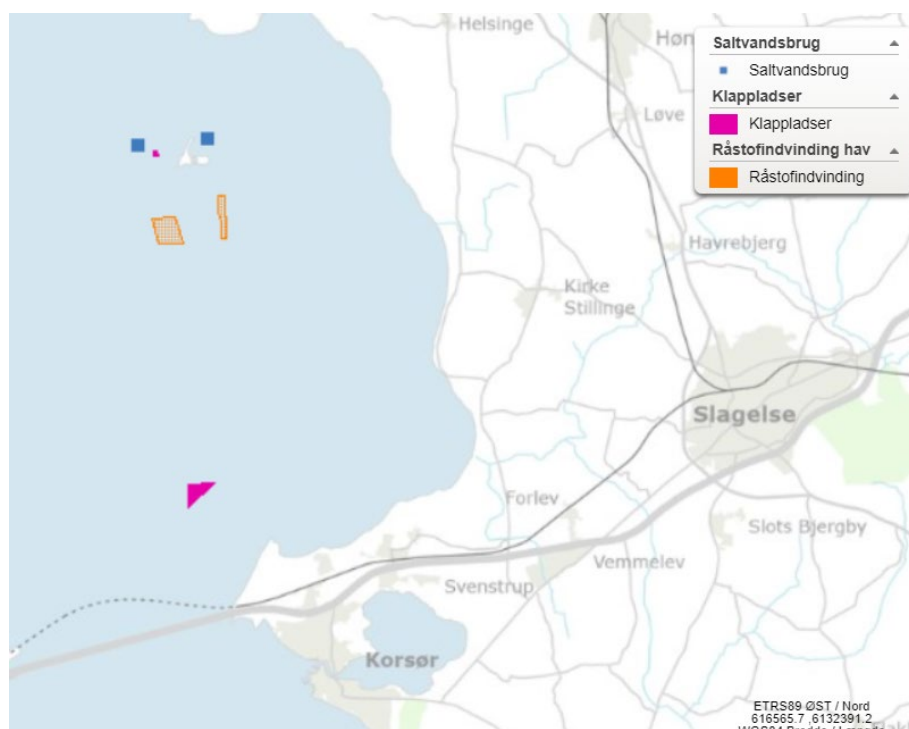 Helsinge
Høn
Løve
Saltvandsbrug
Saltvandsbrug
Klappladser
Klappladser
Råstofindvinding hav
Råstofindvinding
Havrebjerg
Kirke
Stillinge
Slagelse
Forlev
Slots Bjergby
Vemmelev
Svenstrup
Korsør
ETRS89 ØST / Nord
616565.7 ,6132391.2